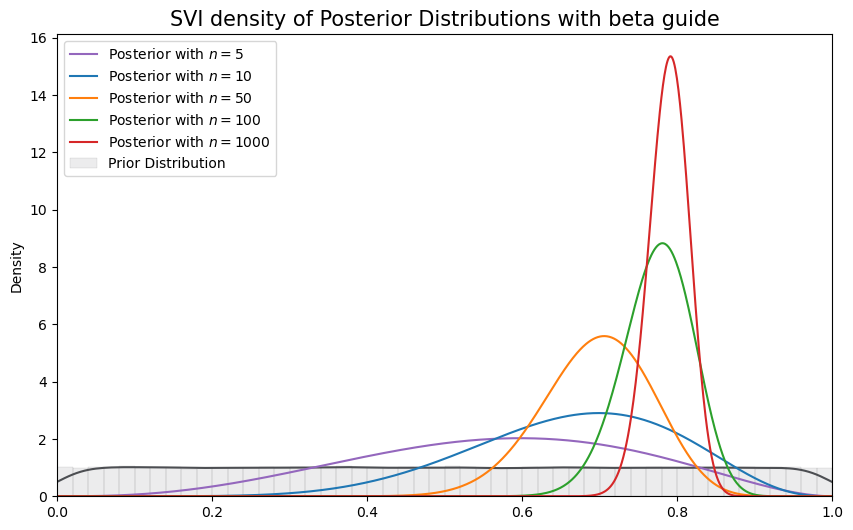 SVI density of Posterior Distributions with beta guide
16
14
12
10
8
6
4
2
0
Density
Posterior with n = 5
Posterior with n = 10
Posterior with n = 50
Posterior with n = 100
Posterior with n = 1000
Prior Distribution
0.0 0.2 0.4 0.6 0.8 1.0